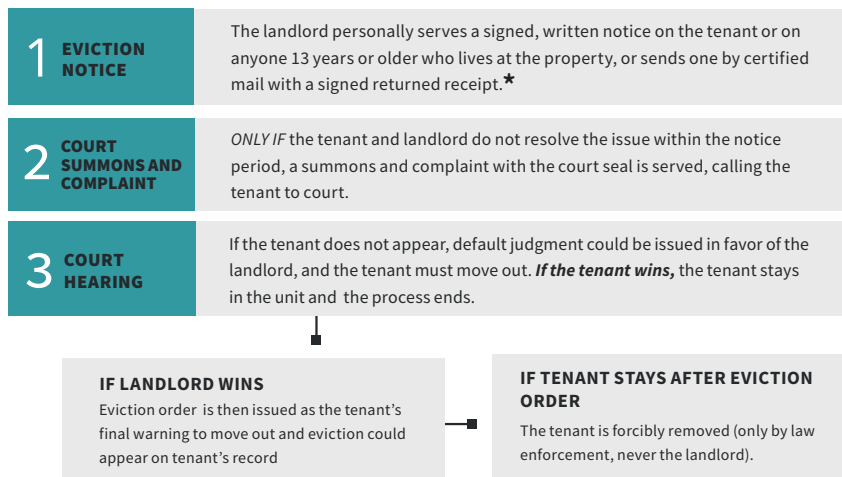 1 EVICTION
NOTICE
The landlord personally serves a signed, written notice on the tenant or on
anyone 13 years or older who lives at the property, or sends one by certified
mail with a signed returned receipt.*
2 COURT
SUMMONS AND
COMPLAINT
ONLY IF the tenant and landlord do not resolve the issue within the notice
period, a summons and complaint with the court seal is served, calling the
tenant to court.
3 COURT
HEARING
If the tenant does not appear, default judgment could be issued in favor of the
landlord, and the tenant must move out. If the tenant wins, the tenant stays
in the unit and the process ends.
IF LANDLORD WINS
Eviction order is then issued as the tenant's
final warning to move out and eviction could
appear on tenant's record
IF TENANT STAYS AFTER EVICTION
ORDER
The tenant is forcibly removed (only by law
enforcement, never the landlord).